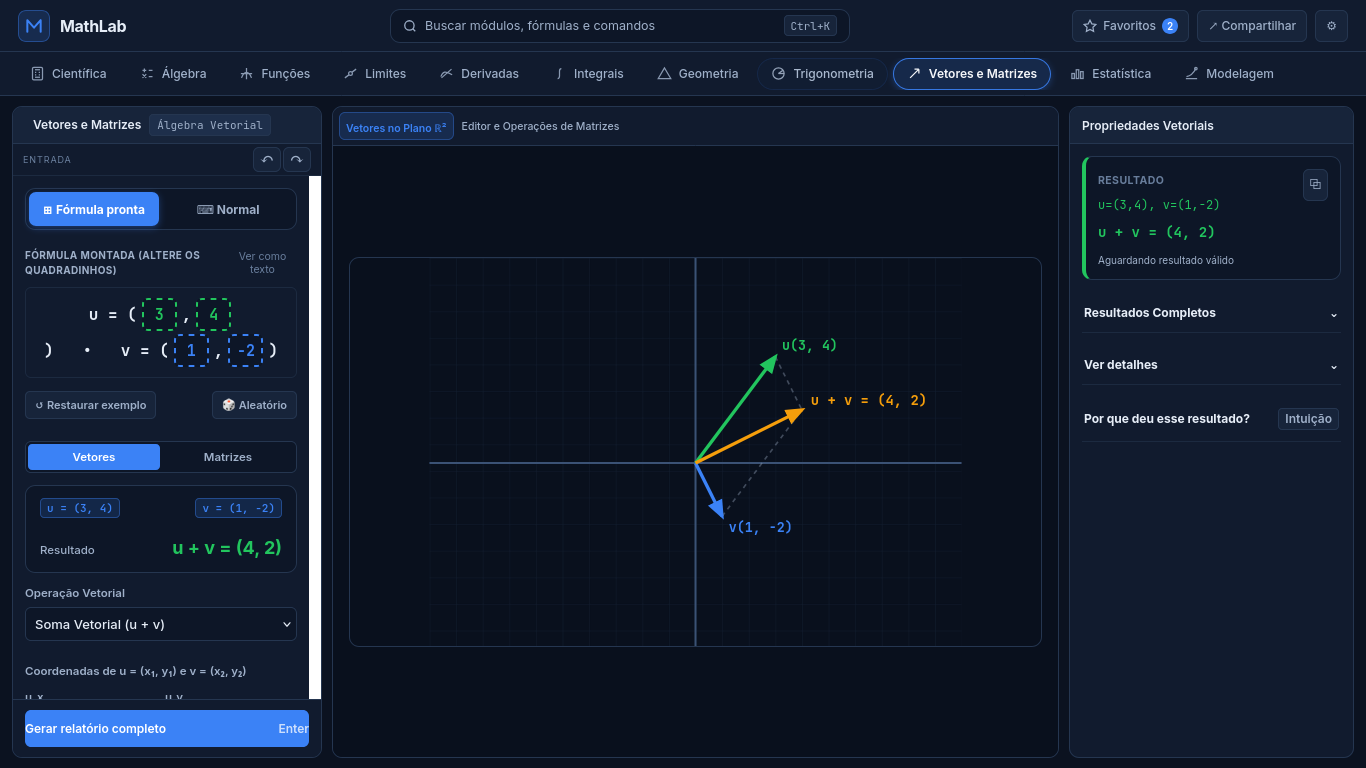 MathLab
Buscar módulos, fórmulas e comandos
Ctrl+K
Favoritos 2
Compartilhar
Científica
Álgebra
Funções
Limites
Derivadas
Integrais
Geometria
Trigonometria
Vetores e Matrizes
Estatística
Modelagem
Vetores e Matrizes
Álgebra Vetorial
ENTRADA
Fórmula pronta
Normal
FÓRMULA MONTADA (ALTERE OS
QUADRADINHOS)
Ver como
texto
u = ( 3 , 4
) • v = ( 1 , -2 )
↺ Restaurar exemplo
🎲 Aleatório
Vetores
Matrizes
u = (3, 4)
v = (1, -2)
Resultado
u + v = (4, 2)
Operação Vetorial
Soma Vetorial (u + v)
Coordenadas de u = (x₁, y₁) e v = (x₂, y₂)
Gerar relatório completo
Enter
Vetores no Plano ℝ²
Editor e Operações de Matrizes
u(3, 4)
u + v = (4, 2)
v(1, -2)
Propriedades Vetoriais
RESULTADO
u=(3,4), v=(1,-2)
u + v = (4, 2)
Aguardando resultado válido
Resultados Completos
Ver detalhes
Por que deu esse resultado?
Intuição